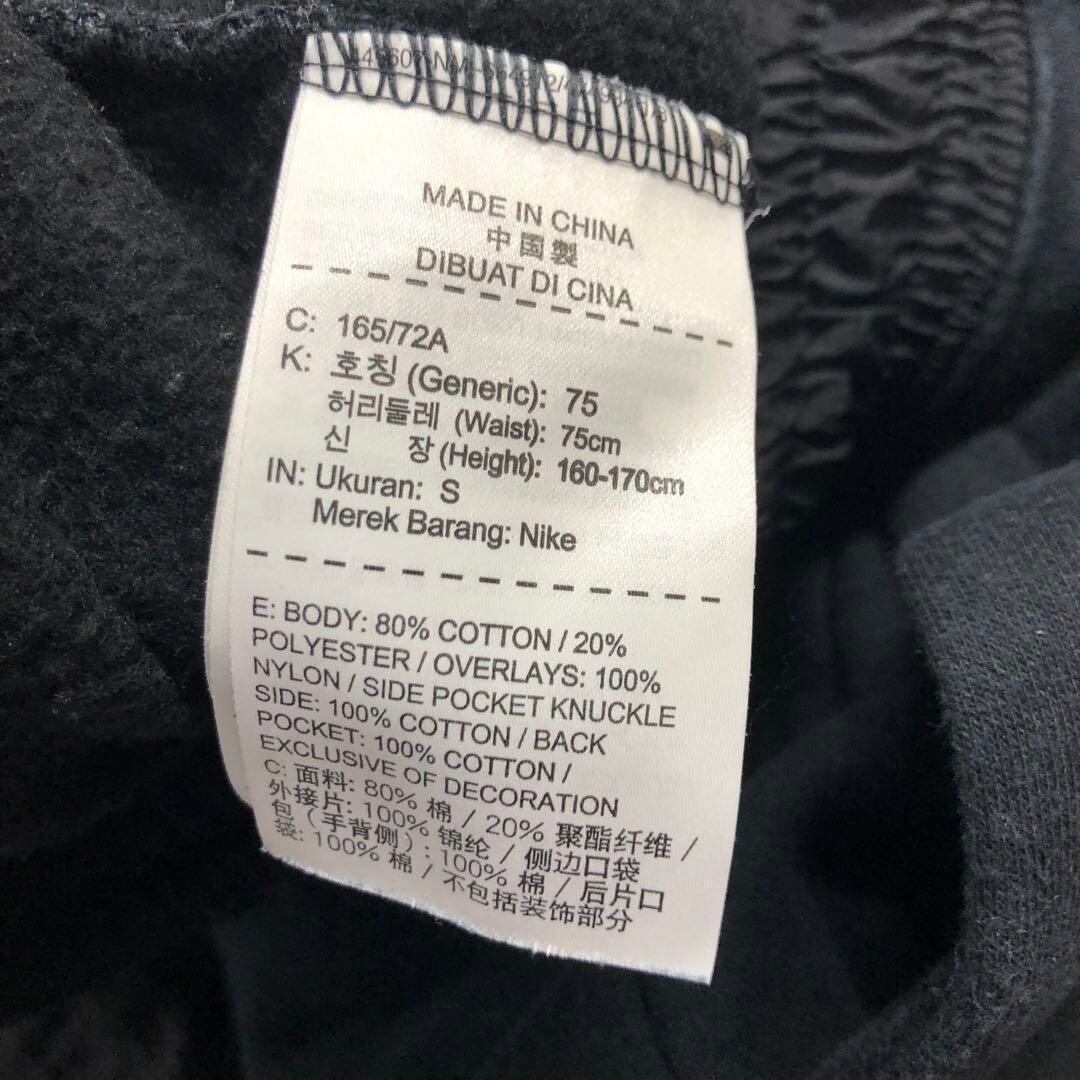 MADE IN CHINA
中国製
DIBUAT DI CINA
C: 165/72A
K: 호칭 (Generic): 75
허리둘레 (Waist): 75cm
신 장 (Height): 160-170cm
IN: Ukuran: S
Merek Barang: Nike
E: BODY: 80% COTTON / 20%
POLYESTER / OVERLAYS: 100%
NYLON / SIDE POCKET KNUCKLE
SIDE: 100% COTTON / BACK
POCKET: 100% COTTON /
EXCLUSIVE OF DECORATION
C: 面料: 80% 棉 / 20% 聚酯纤维 /
外接片: 100% 锦纶 / 侧边口袋
包（手背侧）: 100% 棉 / 后片口
袋: 100% 棉 / 不包括装饰部分